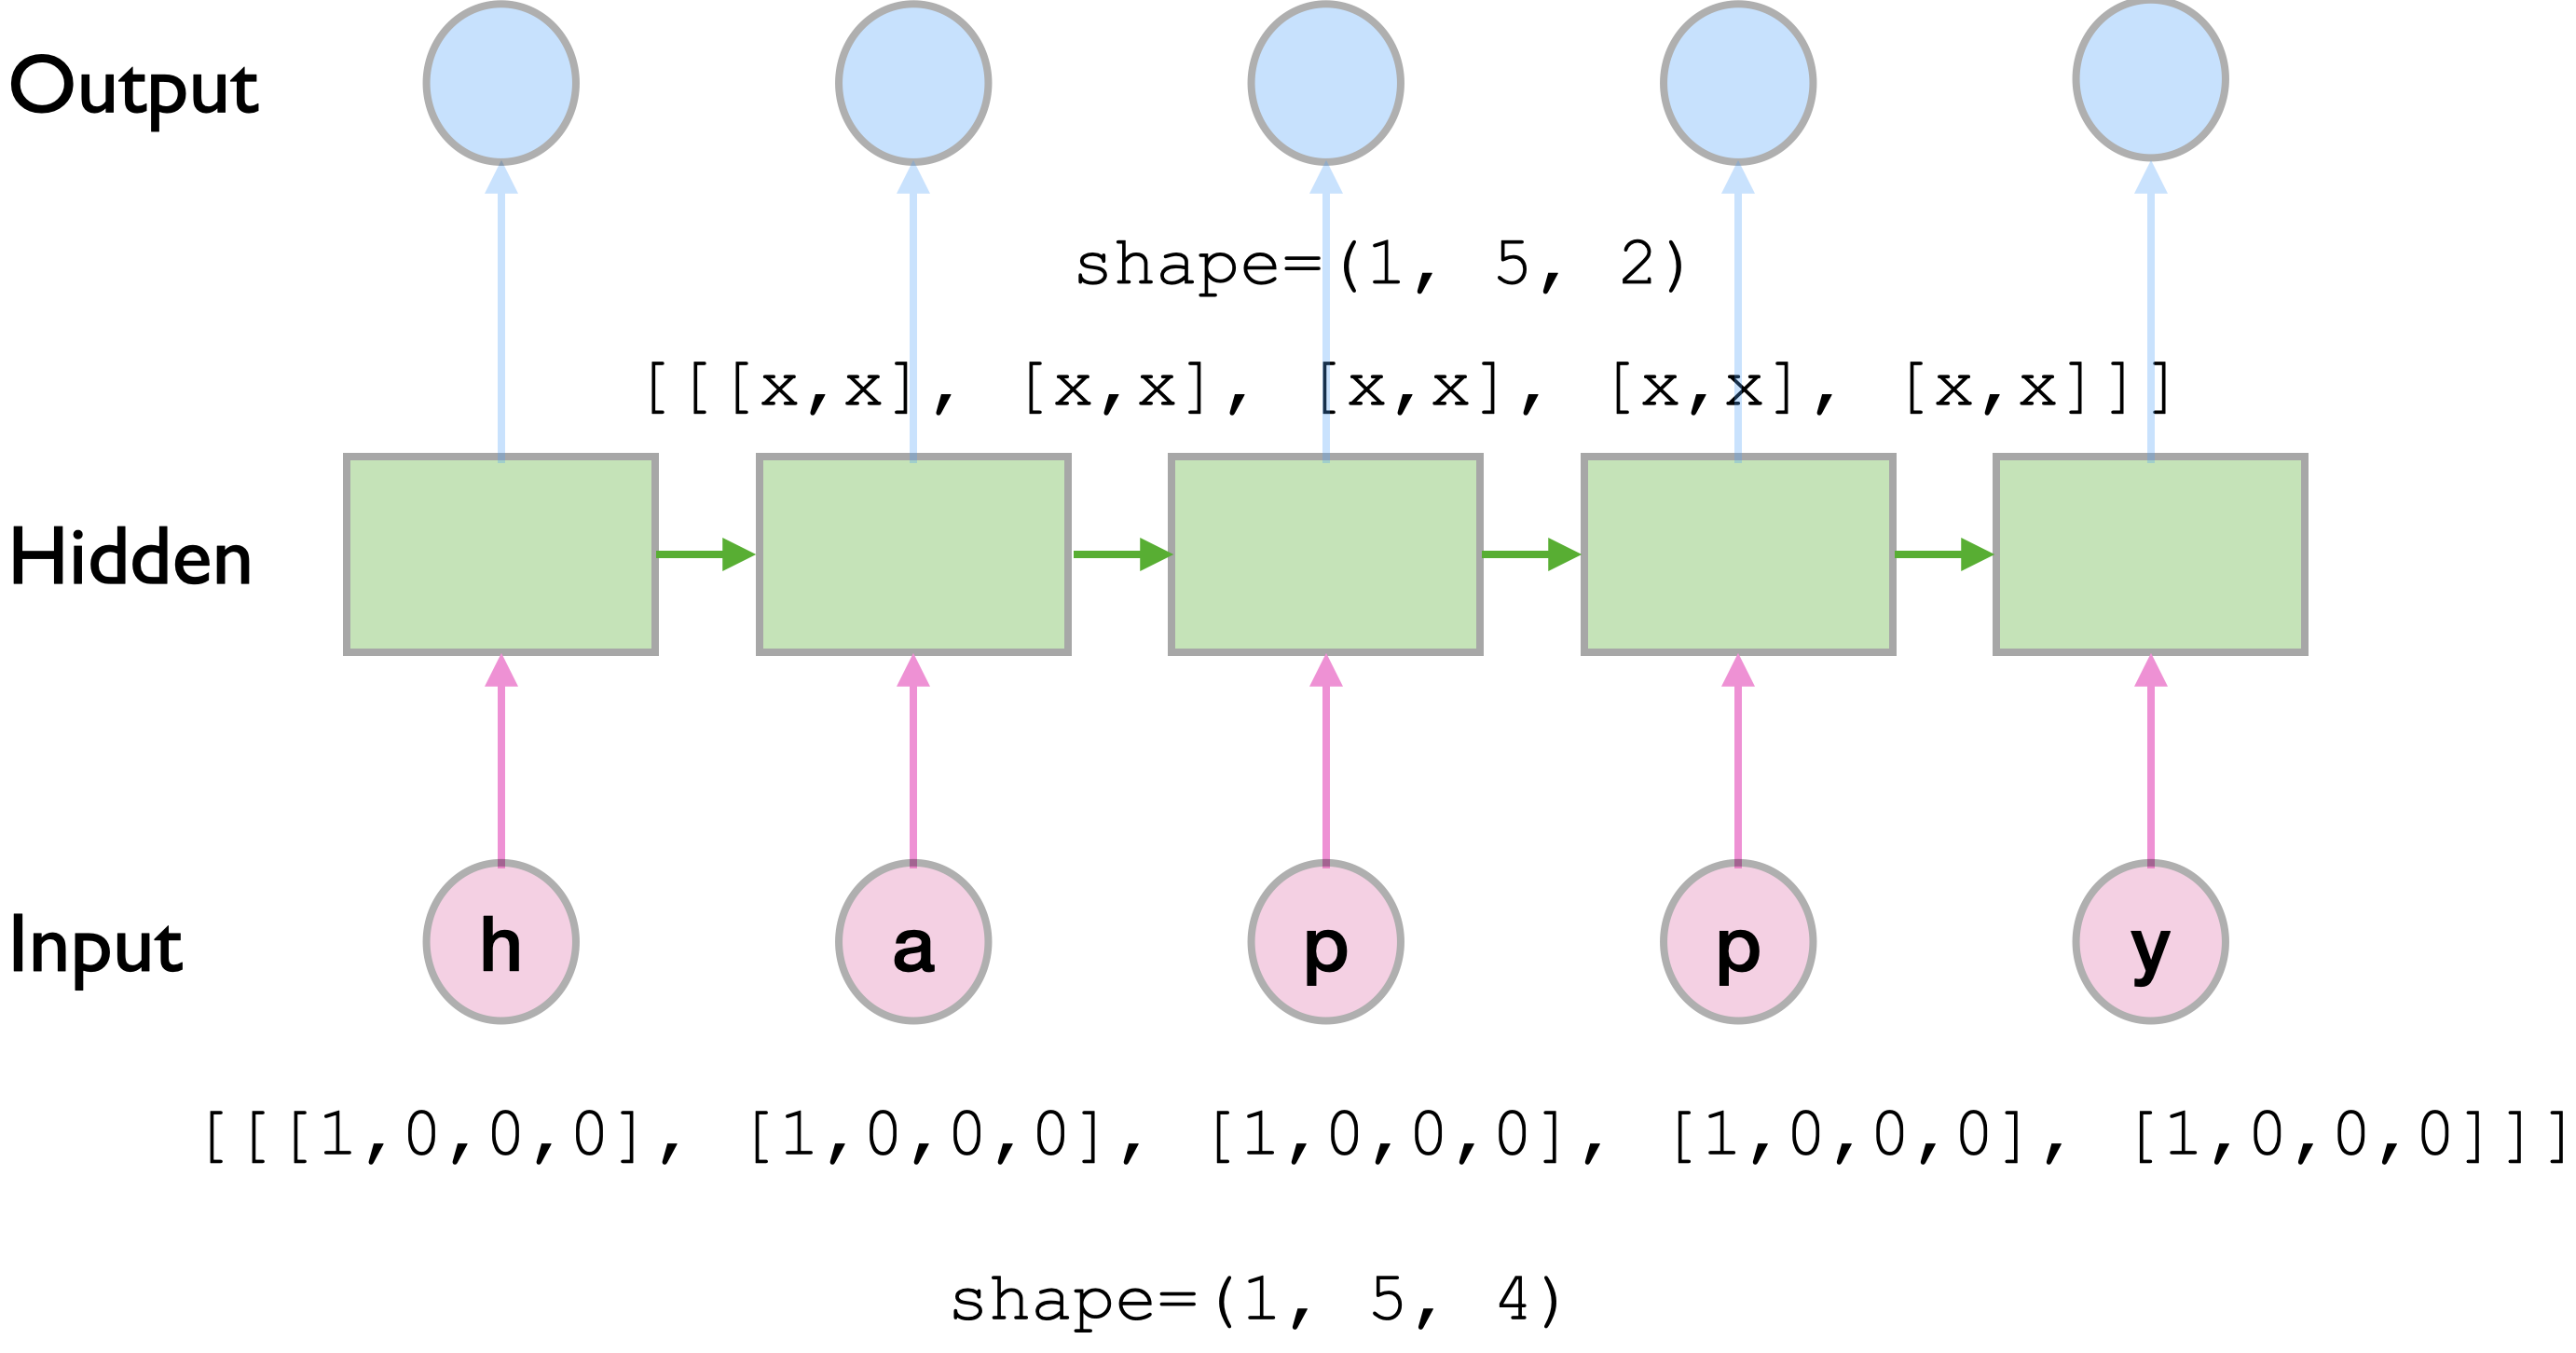 Output
shape=(1, 5, 2)
[[[x,x], [x,x], [x,x], [x,x], [x,x]]]
Hidden
Input h a p p y
[[[1,0,0,0], [1,0,0,0], [1,0,0,0], [1,0,0,0], [1,0,0,0]]]
shape=(1, 5, 4)